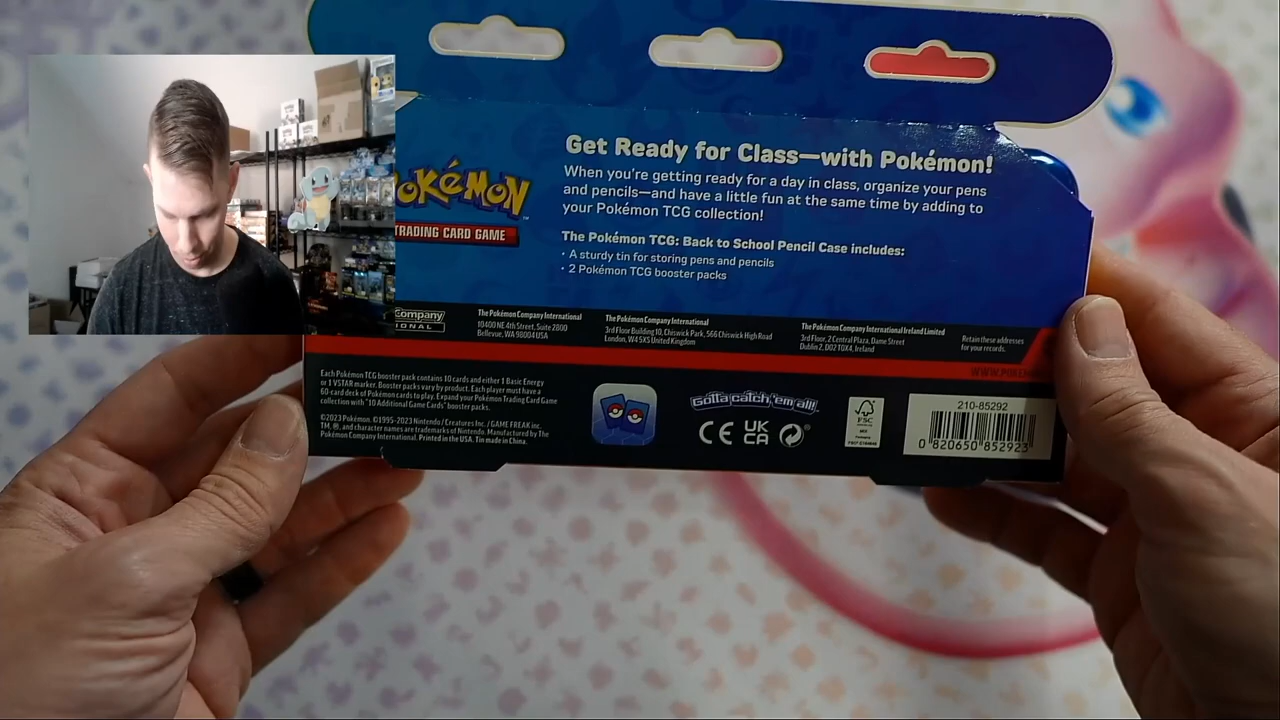 Get Ready for Class—with Pokémon!
When you're getting ready for a day in class, organize your pens
and pencils—and have a little fun at the same time by adding to
your Pokémon TCG collection!
POKéMON
TRADING CARD GAME
The Pokémon TCG: Back to School Pencil Case includes:
• A sturdy tin for storing pens and pencils
• 2 Pokémon TCG booster packs
Company
IONAL
The Pokémon Company International
10400 NE 4th Street, Suite 2800
Bellevue, WA 98004 USA
The Pokémon Company International
3rd Floor Building 10, Chiswick Park, 566 Chiswick High Road
London, W4 5XS United Kingdom
The Pokémon Company International Ireland Limited
3rd Floor, 2 Central Plaza, Dame Street
Dublin 2, D02 T0X4, Ireland
Retain these addresses
for your records.
WWW.POKEM
Each Pokémon TCG booster pack contains 10 cards and either 1 Basic Energy
or 1 VSTAR marker. Booster packs vary by product. Each player must have a
60-card deck of Pokémon cards to play. Expand your Pokémon Trading Card Game
collection with "10 Additional Game Cards" booster packs.
©2023 Pokémon. ©1995-2023 Nintendo / Creatures Inc. / GAME FREAK inc.
TM, ®, and character names are trademarks of Nintendo. Manufactured by The
Pokémon Company International. Printed in the USA. Tin made in China.
Gotta catch 'em all!
CE UK
CA
FSC
MIX
210-85292
0 820650 852923